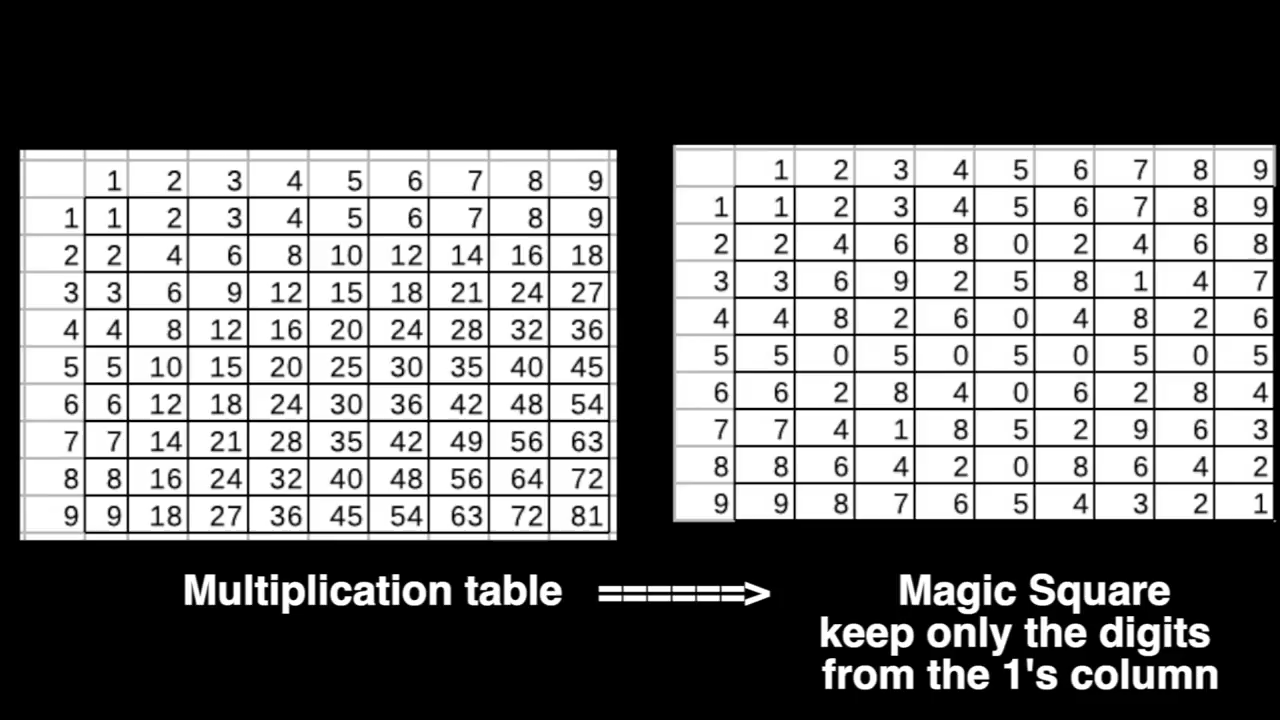 1 2 3 4 5 6 7 8 9
1 1 2 3 4 5 6 7 8 9
2 2 4 6 8 10 12 14 16 18
3 3 6 9 12 15 18 21 24 27
4 4 8 12 16 20 24 28 32 36
5 5 10 15 20 25 30 35 40 45
6 6 12 18 24 30 36 42 48 54
7 7 14 21 28 35 42 49 56 63
8 8 16 24 32 40 48 56 64 72
9 9 18 27 36 45 54 63 72 81
1 2 3 4 5 6 7 8 9
1 1 2 3 4 5 6 7 8 9
2 2 4 6 8 0 2 4 6 8
3 3 6 9 2 5 8 1 4 7
4 4 8 2 6 0 4 8 2 6
5 5 0 5 0 5 0 5 0 5
6 6 2 8 4 0 6 2 8 4
7 7 4 1 8 5 2 9 6 3
8 8 6 4 2 0 8 6 4 2
9 9 8 7 6 5 4 3 2 1
Multiplication table ======> Magic Square
keep only the digits
from the 1's column